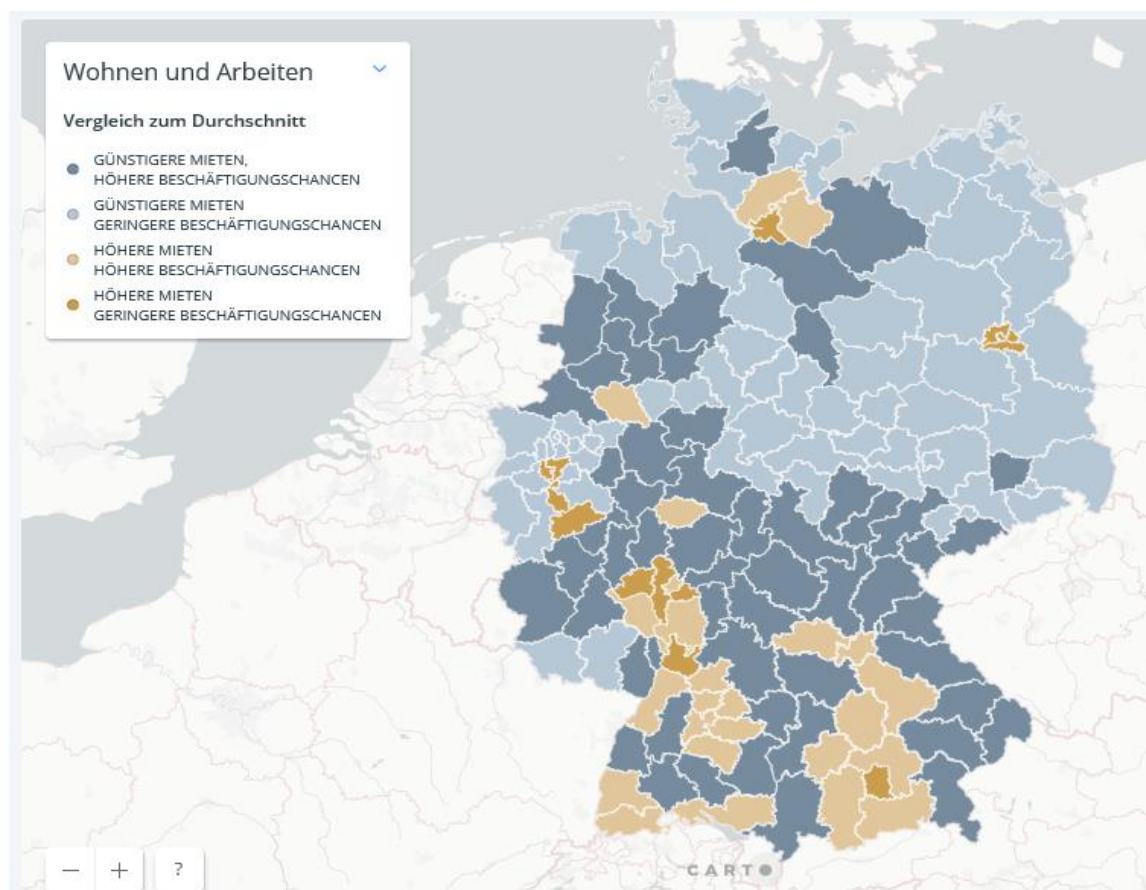 Wohnen und Arbeiten
Vergleich zum Durchschnitt
GÜNSTIGERE MIETEN,
HÖHERE BESCHÄFTIGUNGSCHANCEN
GÜNSTIGERE MIETEN
GERINGERE BESCHÄFTIGUNGSCHANCEN
HÖHERE MIETEN
HÖHERE BESCHÄFTIGUNGSCHANCEN
HÖHERE MIETEN
GERINGERE BESCHÄFTIGUNGSCHANCEN
− + ?
CARTO